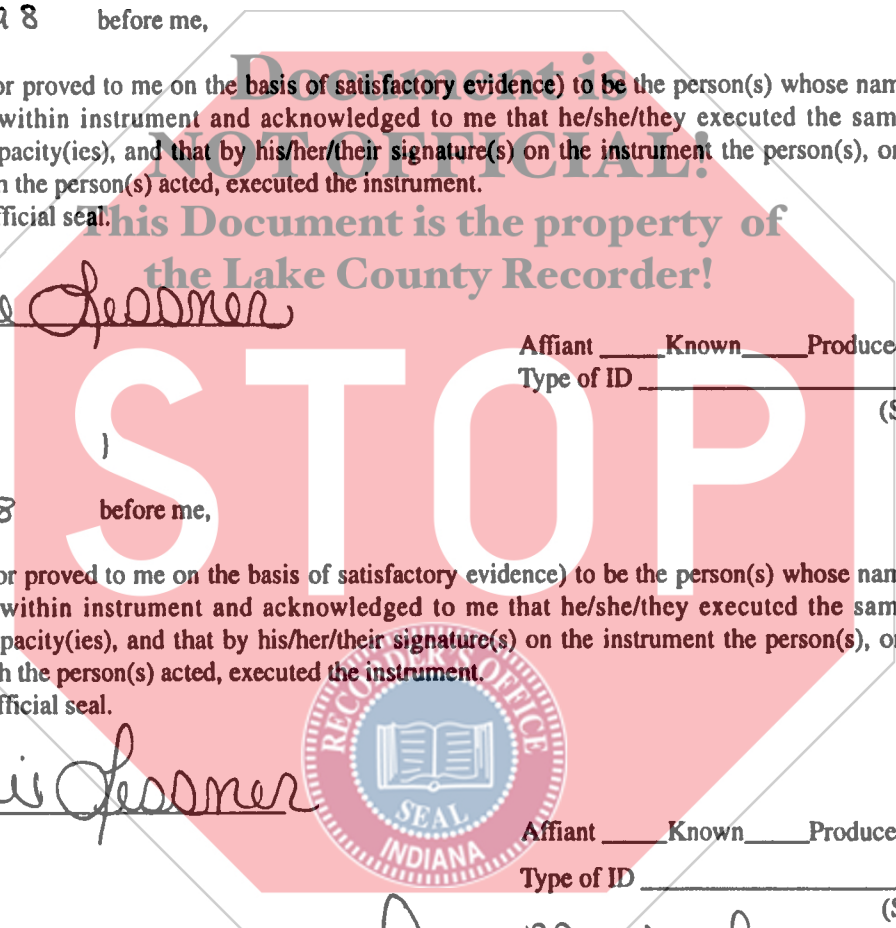 98 before me,
Document is
or proved to me on the basis of satisfactory evidence) to be the person(s) whose nam
within instrument and acknowledged to me that he/she/they executed the sam
NOT OFFICIAL!
pacity(ies), and that by his/her/their signature(s) on the instrument the person(s), or
h the person(s) acted, executed the instrument.
fficial seal.
This Document is the property of
the Lake County Recorder!
Lessner
Affiant ____Known____Produce
Type of ID
(S
STOP
8 before me,
or proved to me on the basis of satisfactory evidence) to be the person(s) whose nam
within instrument and acknowledged to me that he/she/they executed the sam
pacity(ies), and that by his/her/their signature(s) on the instrument the person(s), or
h the person(s) acted, executed the instrument.
fficial seal.
RECORDER'S OFFICE
SEAL
INDIANA
Lessner
Affiant ____Known____Produce
Type of ID
(S